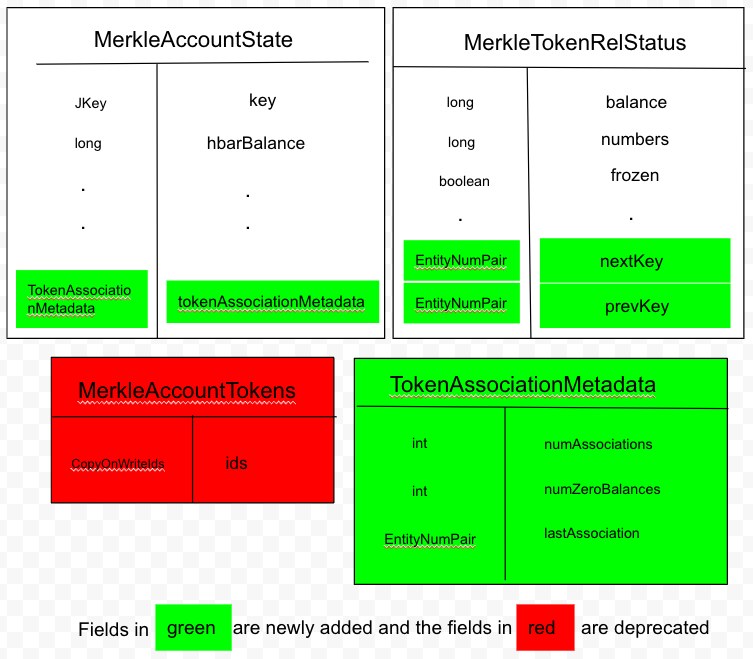 MerkleAccountState
JKey key
long hbarBalance
. .
. .
TokenAssociatio
nMetadata
tokenAssociationMetadata
MerkleTokenRelStatus
long balance
long numbers
boolean frozen
. .
EntityNumPair nextKey
EntityNumPair prevKey
MerkleAccountTokens
CopyOnWriteIds ids
TokenAssociationMetadata
int numAssociations
int numZeroBalances
EntityNumPair lastAssociation
Fields in green are newly added and the fields in red are deprecated